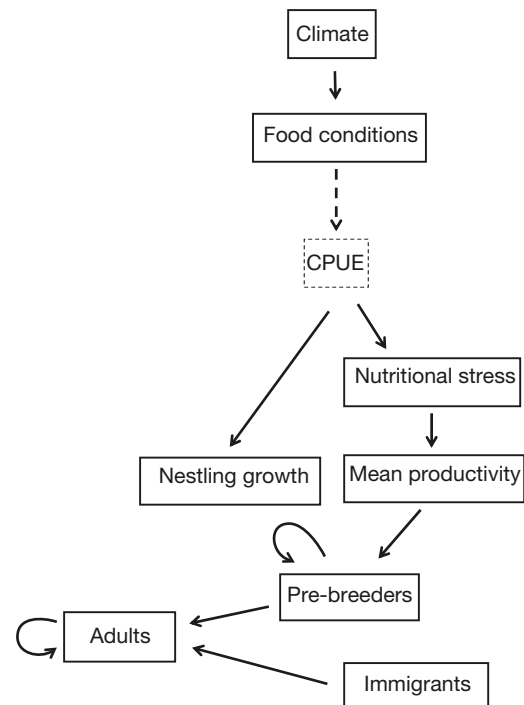 Climate
Food conditions
CPUE
Nutritional stress
Nestling growth
Mean productivity
Pre-breeders
Adults
Immigrants